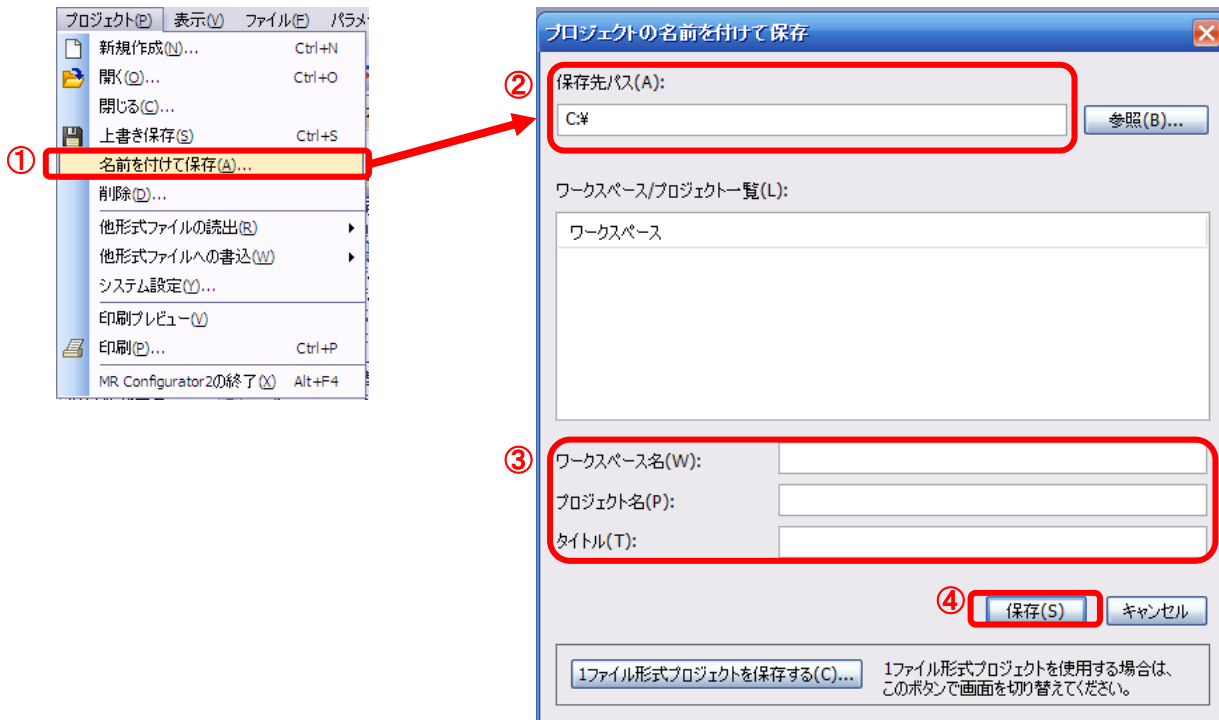 プロジェクト(P) 表示(V) ファイル(F) パラメ
新規作成(N)... Ctrl+N
開く(O)... Ctrl+O
閉じる(C)...
上書き保存(S) Ctrl+S
① 名前を付けて保存(A)...
削除(D)...
他形式ファイルの読出(R)
他形式ファイルへの書込(W)
システム設定(Y)...
印刷プレビュー(V)
印刷(P)... Ctrl+P
MR Configurator2の終了(X) Alt+F4
プロジェクトの名前を付けて保存
② 保存先パス(A):
C:¥ 参照(B)...
ワークスペース/プロジェクト一覧(L):
ワークスペース
③ ワークスペース名(W):
プロジェクト名(P):
タイトル(T):
④ 保存(S) キャンセル
1ファイル形式プロジェクトを保存する(C)...
1ファイル形式プロジェクトを使用する場合は、
このボタンで画面を切り替えてください。